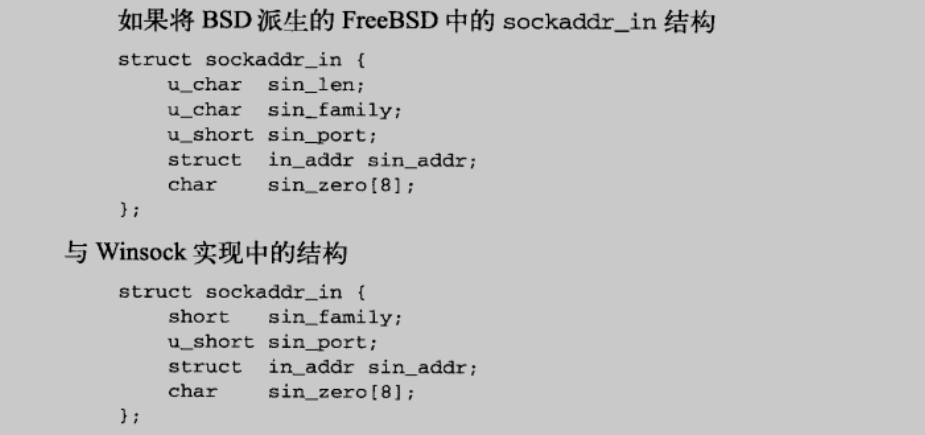 如果将 BSD 派生的 FreeBSD 中的 sockaddr_in 结构
struct sockaddr_in {
    u_char  sin_len;
    u_char  sin_family;
    u_short sin_port;
    struct  in_addr sin_addr;
    char    sin_zero[8];
};
与 Winsock 实现中的结构
struct sockaddr_in {
    short   sin_family;
    u_short sin_port;
    struct  in_addr sin_addr;
    char    sin_zero[8];
};